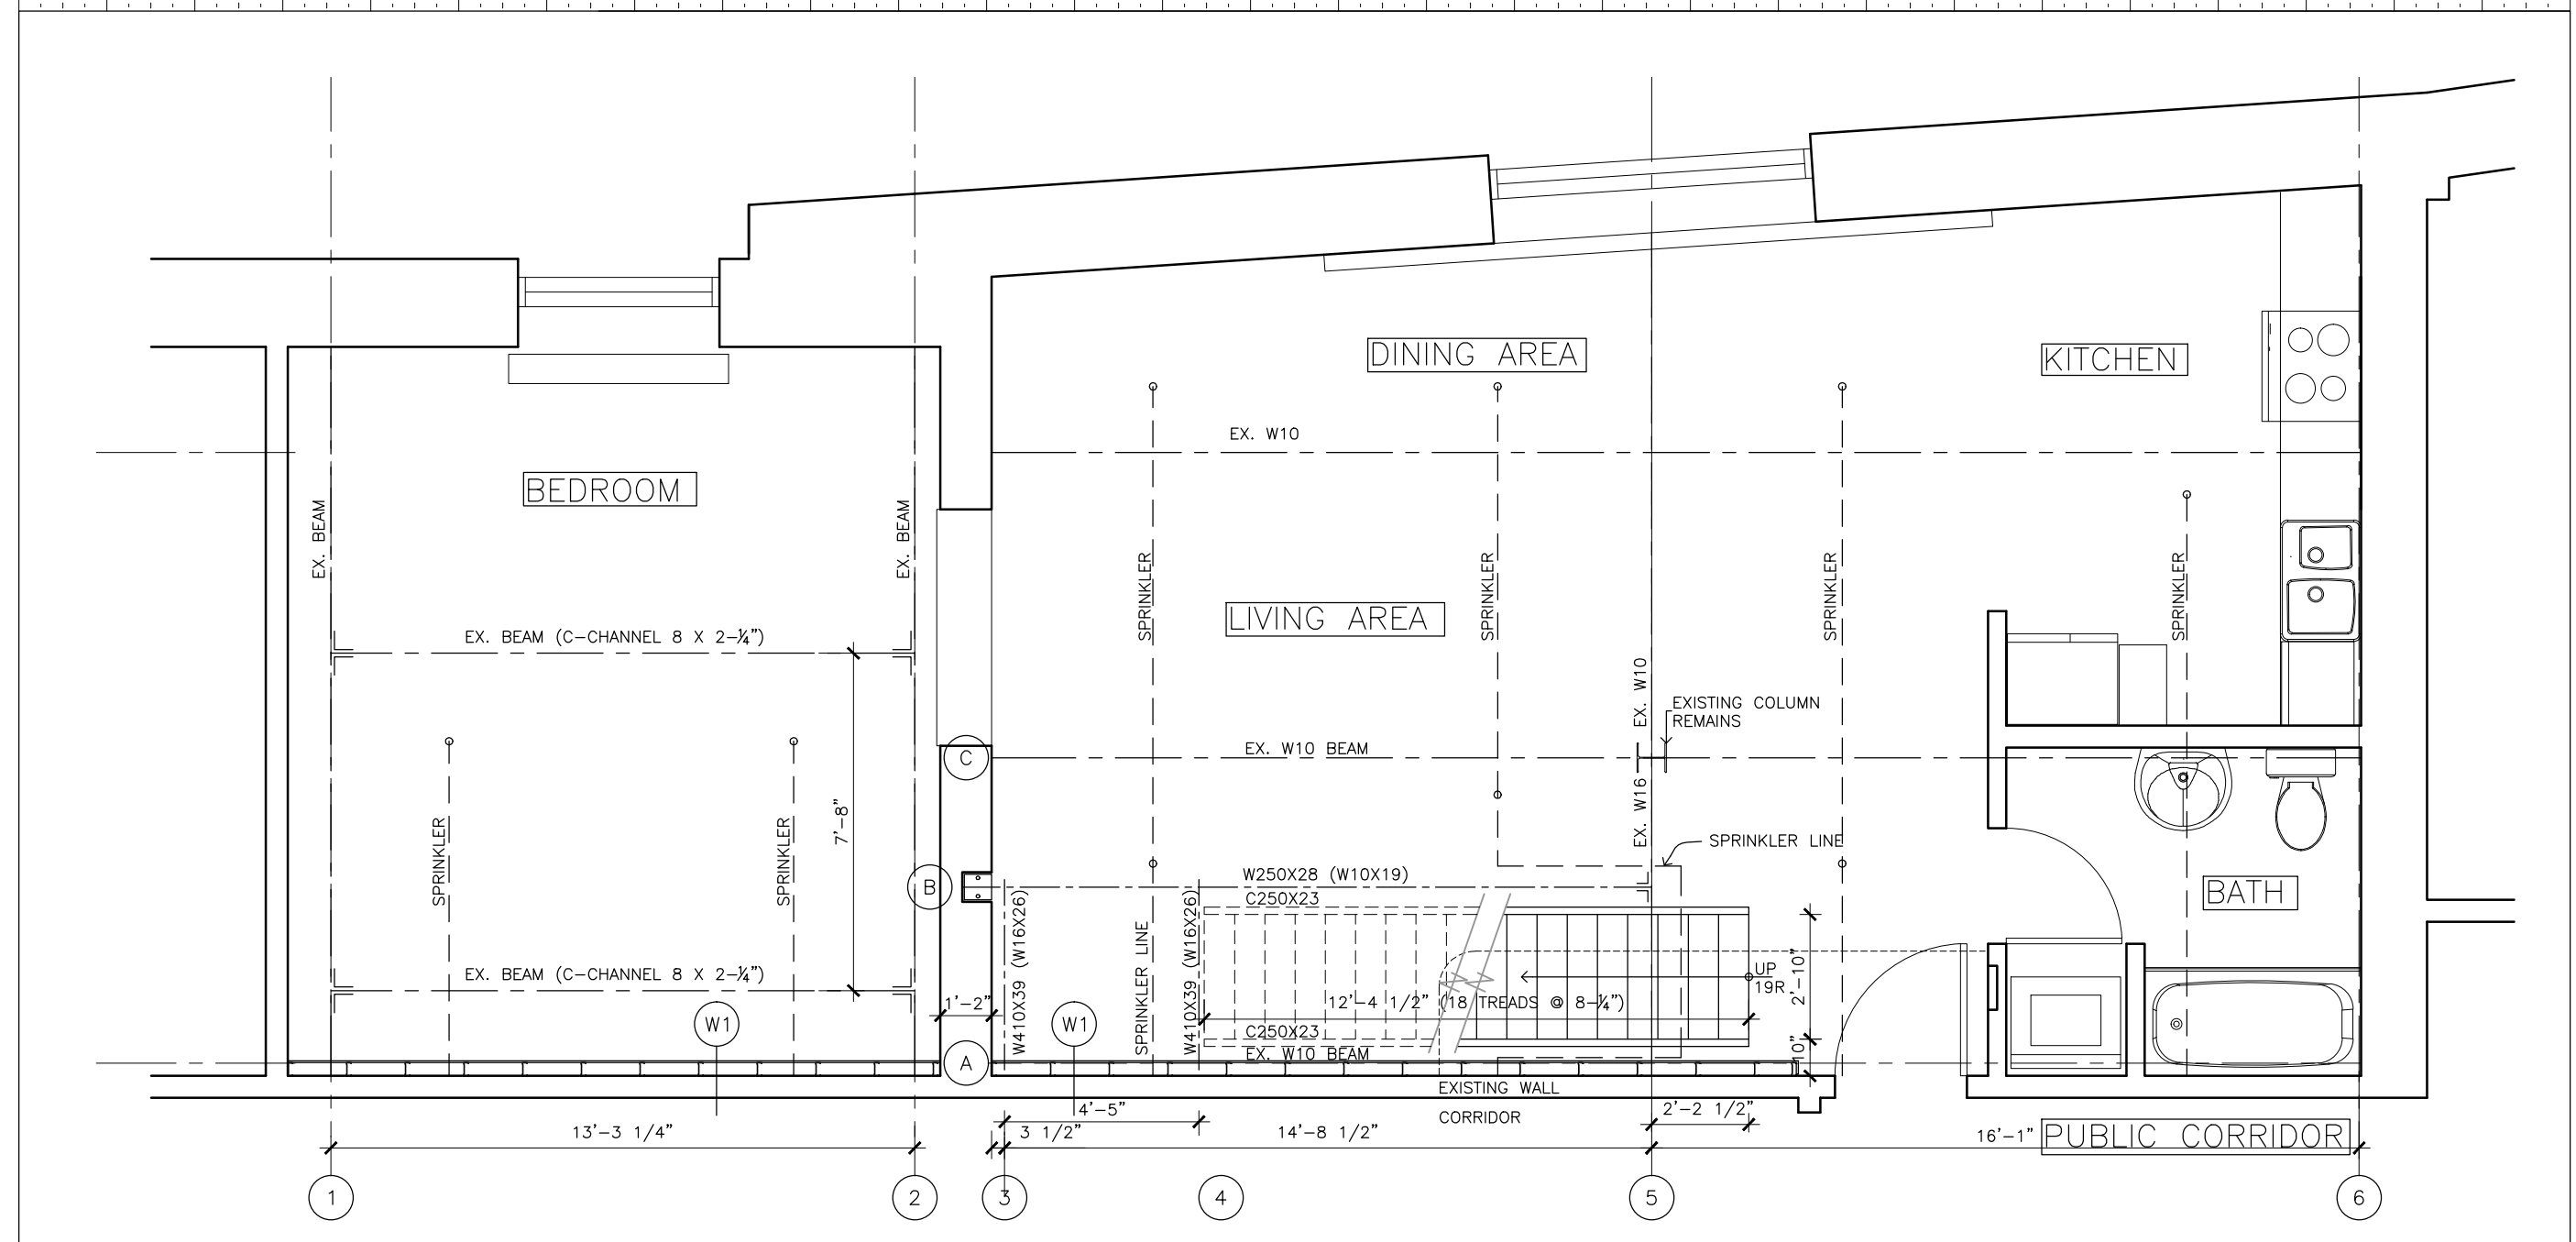 DINING AREA
KITCHEN
EX. W10
BEDROOM
EX. BEAM
EX. BEAM
SPRINKLER
SPRINKLER
SPRINKLER
SPRINKLER
LIVING AREA
EX. BEAM (C-CHANNEL 8 X 2-¼")
EX. W10
EXISTING COLUMN
REMAINS
C
EX. W10 BEAM
EX. W16
7'-8"
SPRINKLER
SPRINKLER
SPRINKLER LINE
B
W250X28 (W10X19)
C250X23
BATH
W410X39 (W16X26)
SPRINKLER LINE
W410X39 (W16X26)
EX. BEAM (C-CHANNEL 8 X 2-¼")
UP
19R
2'-10"
1'-2"
12'-4 1/2" (18 TREADS @ 8-¼")
W1
W1
C250X23
EX. W10 BEAM
10"
A
EXISTING WALL
CORRIDOR
4'-5"
2'-2 1/2"
13'-3 1/4"
3 1/2"
14'-8 1/2"
16'-1"
PUBLIC CORRIDOR
1
2
3
4
5
6